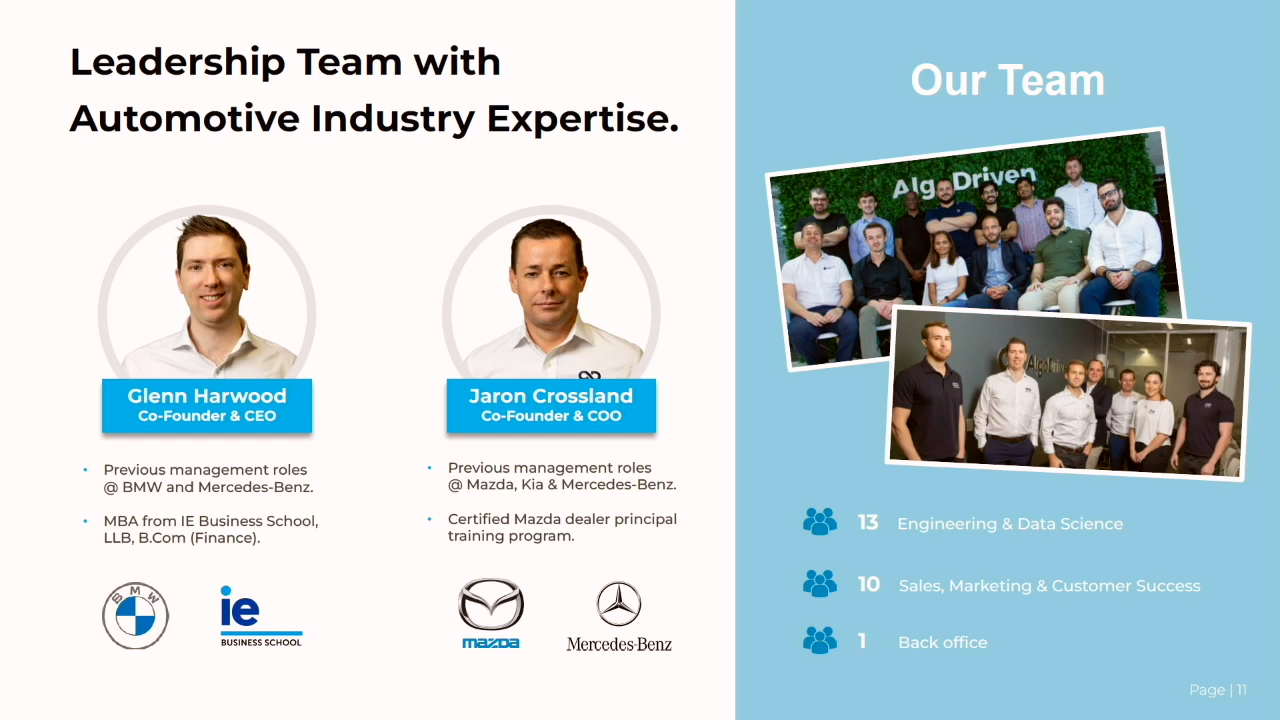 Leadership Team with
Automotive Industry Expertise.
Glenn Harwood
Co-Founder & CEO
• Previous management roles
@ BMW and Mercedes-Benz.
• MBA from IE Business School,
LLB, B.Com (Finance).
BMW
ie
BUSINESS SCHOOL
Jaron Crossland
Co-Founder & COO
• Previous management roles
@ Mazda, Kia & Mercedes-Benz.
• Certified Mazda dealer principal
training program.
mazda
Mercedes-Benz
Our Team
AlgoDriven
AlgoDriven
13 Engineering & Data Science
10 Sales, Marketing & Customer Success
1 Back office
Page | 11